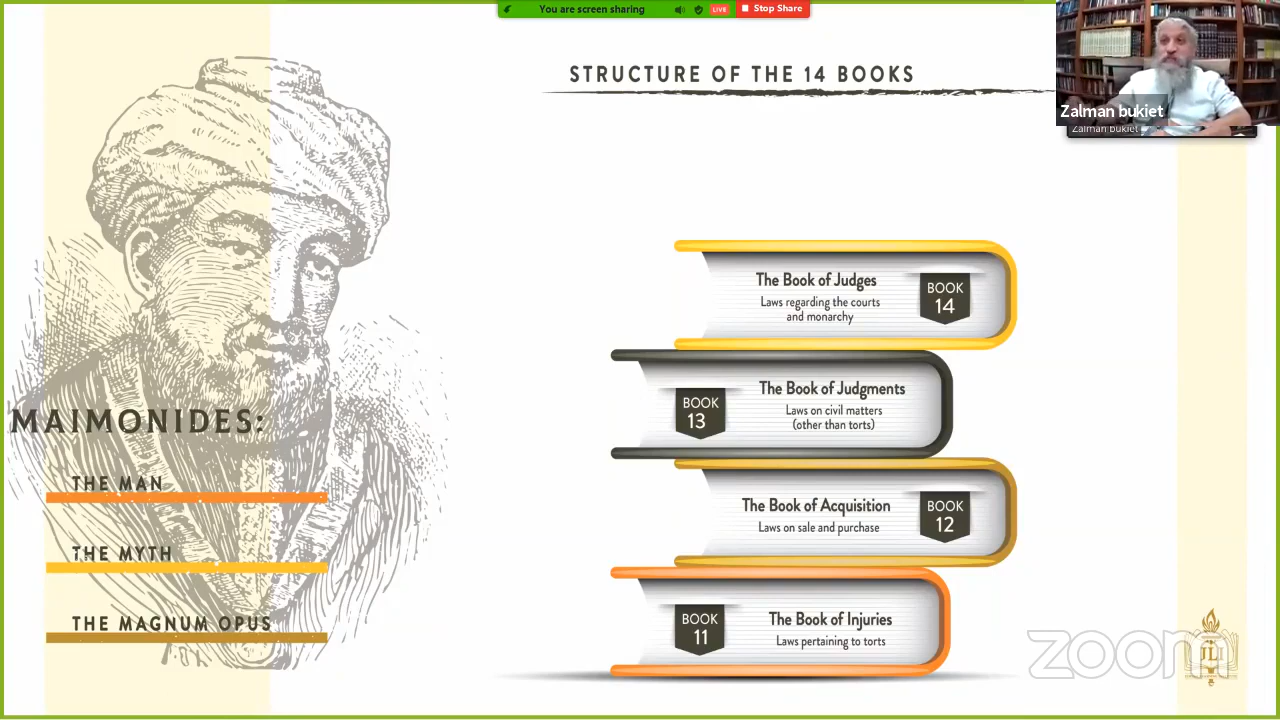 You are screen sharing
LIVE
Stop Share
STRUCTURE OF THE 14 BOOKS
Zalman bukiet
Zalman bukiet
The Book of Judges
Laws regarding the courts
and monarchy
BOOK
14
The Book of Judgments
Laws on civil matters
(other than torts)
BOOK
13
The Book of Acquisition
Laws on sale and purchase
BOOK
12
The Book of Injuries
Laws pertaining to torts
BOOK
11
MAIMONIDES:
THE MAN
THE MYTH
THE MAGNUM OPUS
zoom
JLI